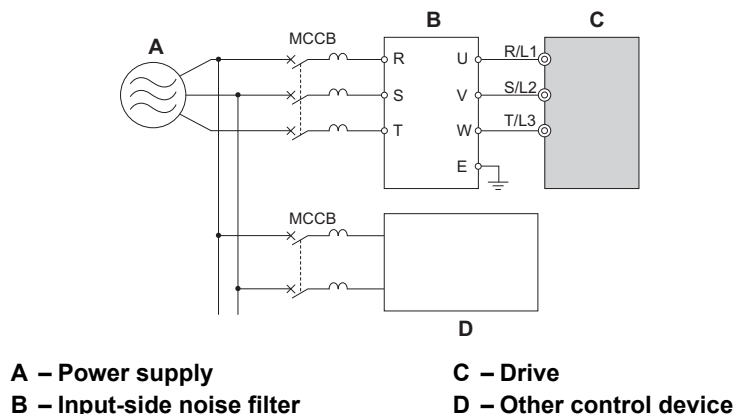 A
B
C
MCCB
R
U
R/L1
S
V
S/L2
T
W
T/L3
E
MCCB
D
A – Power supply
C – Drive
B – Input-side noise filter
D – Other control device